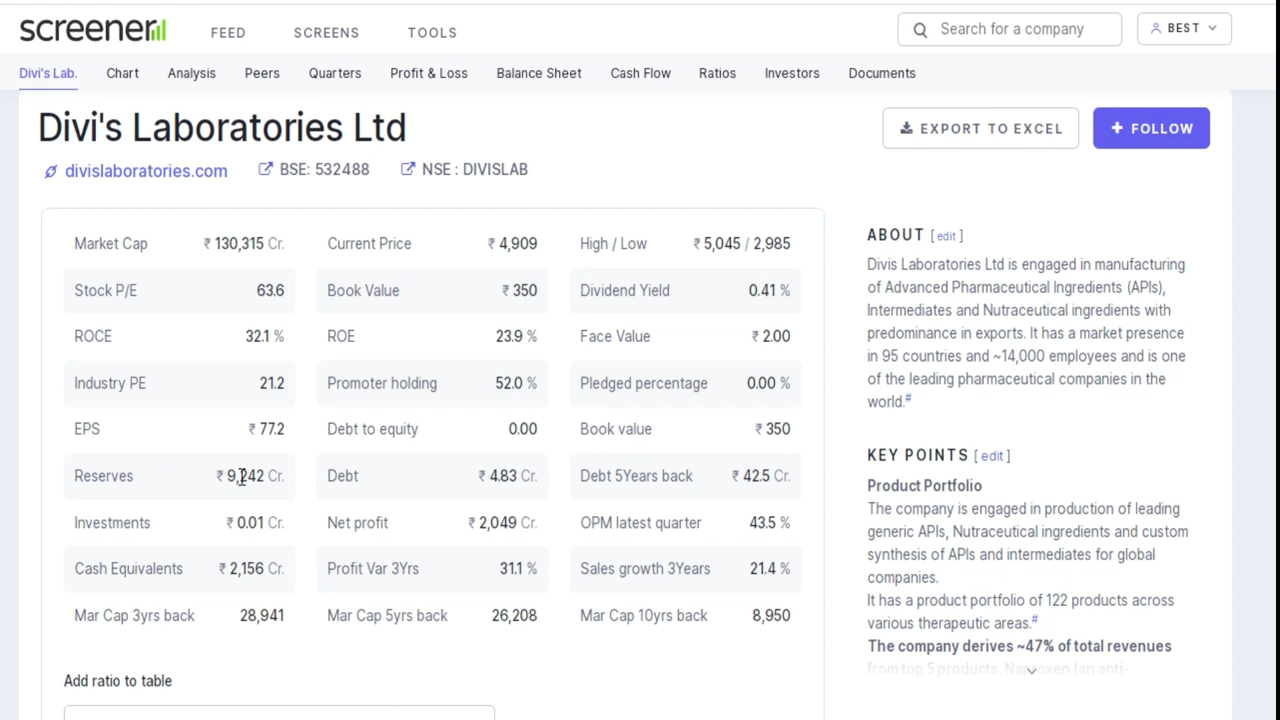 screener
FEED
SCREENS
TOOLS
Search for a company
BEST
Divi's Lab.
Chart
Analysis
Peers
Quarters
Profit & Loss
Balance Sheet
Cash Flow
Ratios
Investors
Documents
Divi's Laboratories Ltd
EXPORT TO EXCEL
+ FOLLOW
divislaboratories.com
BSE: 532488
NSE : DIVISLAB
Market Cap ₹ 130,315 Cr.
Current Price ₹ 4,909
High / Low ₹ 5,045 / 2,985
Stock P/E 63.6
Book Value ₹ 350
Dividend Yield 0.41 %
ROCE 32.1 %
ROE 23.9 %
Face Value ₹ 2.00
Industry PE 21.2
Promoter holding 52.0 %
Pledged percentage 0.00 %
EPS ₹ 77.2
Debt to equity 0.00
Book value ₹ 350
Reserves ₹ 9,242 Cr.
Debt ₹ 4.83 Cr.
Debt 5Years back ₹ 42.5 Cr.
Investments ₹ 0.01 Cr.
Net profit ₹ 2,049 Cr.
OPM latest quarter 43.5 %
Cash Equivalents ₹ 2,156 Cr.
Profit Var 3Yrs 31.1 %
Sales growth 3Years 21.4 %
Mar Cap 3yrs back 28,941
Mar Cap 5yrs back 26,208
Mar Cap 10yrs back 8,950
Add ratio to table
ABOUT [ edit ]
Divis Laboratories Ltd is engaged in manufacturing
of Advanced Pharmaceutical Ingredients (APIs),
Intermediates and Nutraceutical ingredients with
predominance in exports. It has a market presence
in 95 countries and ~14,000 employees and is one
of the leading pharmaceutical companies in the
world.#
KEY POINTS [ edit ]
Product Portfolio
The company is engaged in production of leading
generic APIs, Nutraceutical ingredients and custom
synthesis of APIs and intermediates for global
companies.
It has a product portfolio of 122 products across
various therapeutic areas.#
The company derives ~47% of total revenues
from top 5 products. Naproxen (an anti-